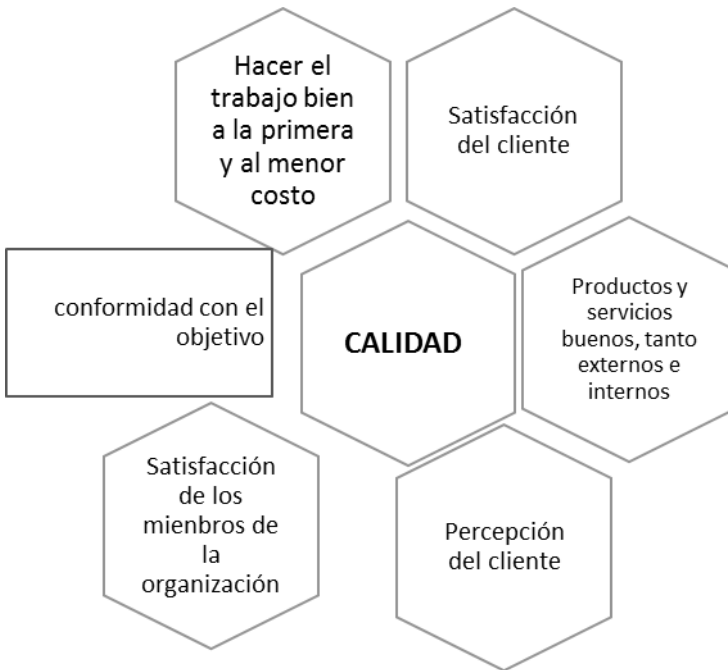 Hacer el
trabajo bien
a la primera
y al menor
costo
Satisfacción
del cliente
conformidad con el
objetivo
CALIDAD
Productos y
servicios
buenos, tanto
externos e
internos
Satisfacción
de los
mienbros de
la
organización
Percepción
del cliente